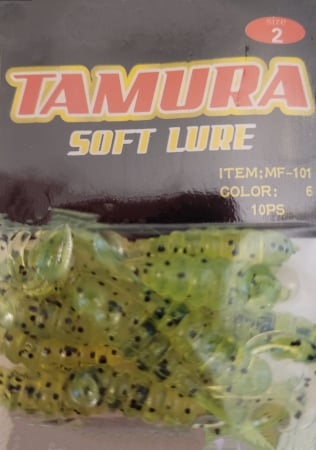 size
2
TAMURA
SOFT LURE
ITEM:MF-101
COLOR: 6
10PS